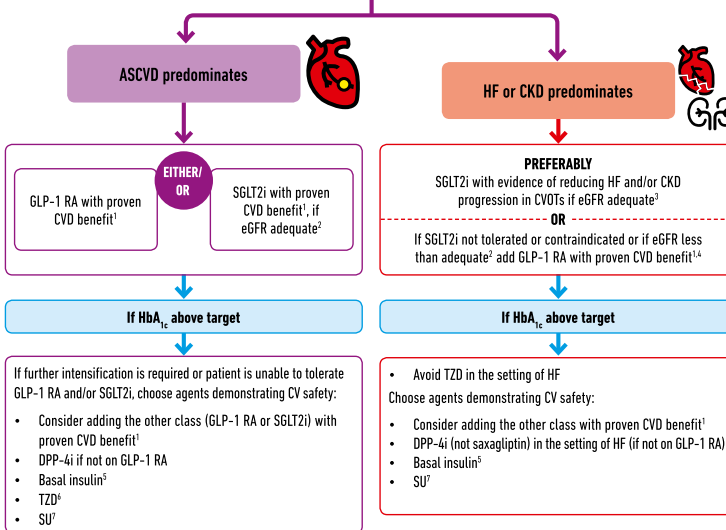 ASCVD predominates
HF or CKD predominates
EITHER/
OR
GLP-1 RA with proven
CVD benefit¹
SGLT2i with proven
CVD benefit¹, if
eGFR adequate²
PREFERABLY
SGLT2i with evidence of reducing HF and/or CKD
progression in CVOTs if eGFR adequate³
OR
If SGLT2i not tolerated or contraindicated or if eGFR less
than adequate² add GLP-1 RA with proven CVD benefit¹,⁴
If HbA₁c above target
If HbA₁c above target
If further intensification is required or patient is unable to tolerate
GLP-1 RA and/or SGLT2i, choose agents demonstrating CV safety:
• Consider adding the other class (GLP-1 RA or SGLT2i) with
proven CVD benefit¹
• DPP-4i if not on GLP-1 RA
• Basal insulin⁵
• TZD⁶
• SU⁷
• Avoid TZD in the setting of HF
Choose agents demonstrating CV safety:
• Consider adding the other class with proven CVD benefit¹
• DPP-4i (not saxagliptin) in the setting of HF (if not on GLP-1 RA)
• Basal insulin⁵
• SU⁷